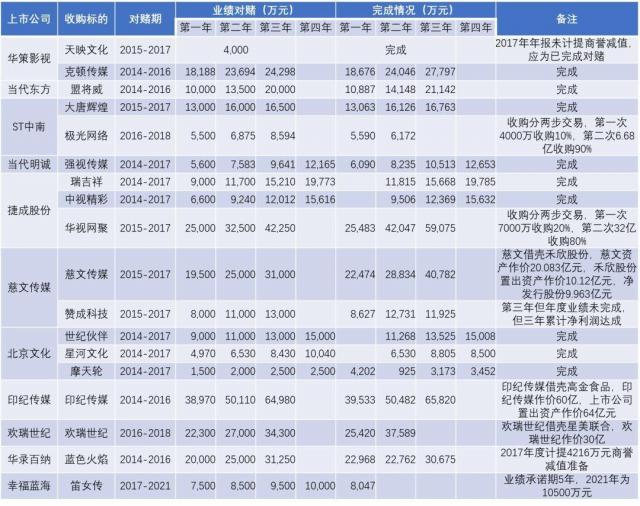 上市公司 收购标的 对赌期 业绩对赌（万元） 完成情况（万元） 备注
第一年 第二年 第三年 第四年 第一年 第二年 第三年 第四年
华策影视 天映文化 2015-2017 4,000 完成 2017年年报未计提商誉减值，
应为已完成对赌
克顿传媒 2014-2016 18,188 23,694 24,298 18,676 24,046 27,797 完成
当代东方 盟将威 2014-2016 10,000 13,500 20,000 10,887 14,148 21,142 完成
ST中南 大唐辉煌 2015-2017 13,000 16,000 16,500 13,063 16,126 16,763 完成
极光网络 2016-2018 5,500 6,875 8,594 5,590 6,172 收购分两步交易，第一次
4000万收购10%，第二次6.68
亿收购90%
当代明诚 强视传媒 2014-2017 5,600 7,583 9,641 12,165 6,090 8,235 10,513 12,653 完成
捷成股份 瑞吉祥 2014-2017 9,000 11,700 15,210 19,773 11,815 15,668 19,785 完成
中视精彩 2014-2017 6,600 9,240 12,012 15,616 9,506 12,369 15,632 完成
华视网聚 2015-2017 25,000 32,500 42,250 25,483 42,047 59,075 收购分两步交易，第一次
7000万收购20%，第二次32亿
收购80%
慈文传媒 慈文传媒 2015-2017 19,500 25,000 31,000 22,474 28,834 40,782 慈文借壳禾欣股份，慈文资
产作价20.083亿元，禾欣股份
置出资产作价10.12亿元，净
发行股份9.963亿元
赞成科技 2015-2017 8,000 11,000 13,000 8,627 12,731 11,925 第三年但年度业绩未完成，
但三年累计净利润达成
北京文化 世纪伙伴 2014-2017 9,000 11,000 13,000 15,000 11,268 13,525 15,008 完成
星河文化 2014-2017 4,970 6,530 8,430 10,040 6,530 8,805 8,500 完成
摩天轮 2014-2017 1,500 2,000 2,500 2,500 4,202 925 3,173 3,452 完成
印纪传媒 印纪传媒 2014-2016 38,970 50,110 64,980 39,533 50,482 65,820 印纪传媒借壳高金食品，印
纪传媒作价60亿，上市公司
置出资产作价64亿元
欢瑞世纪 欢瑞世纪 2016-2018 22,300 27,000 34,300 25,420 37,589 欢瑞世纪借壳星美联合，欢
瑞世纪作价30亿
华录百纳 蓝色火焰 2014-2016 20,000 25,000 31,250 22,968 22,762 30,675 2017年度计提4216万元商誉
减值准备
幸福蓝海 笛女传 2017-2021 7,500 8,500 9,500 10,000 8,047 业绩承诺期5年，2021年为
10500万元